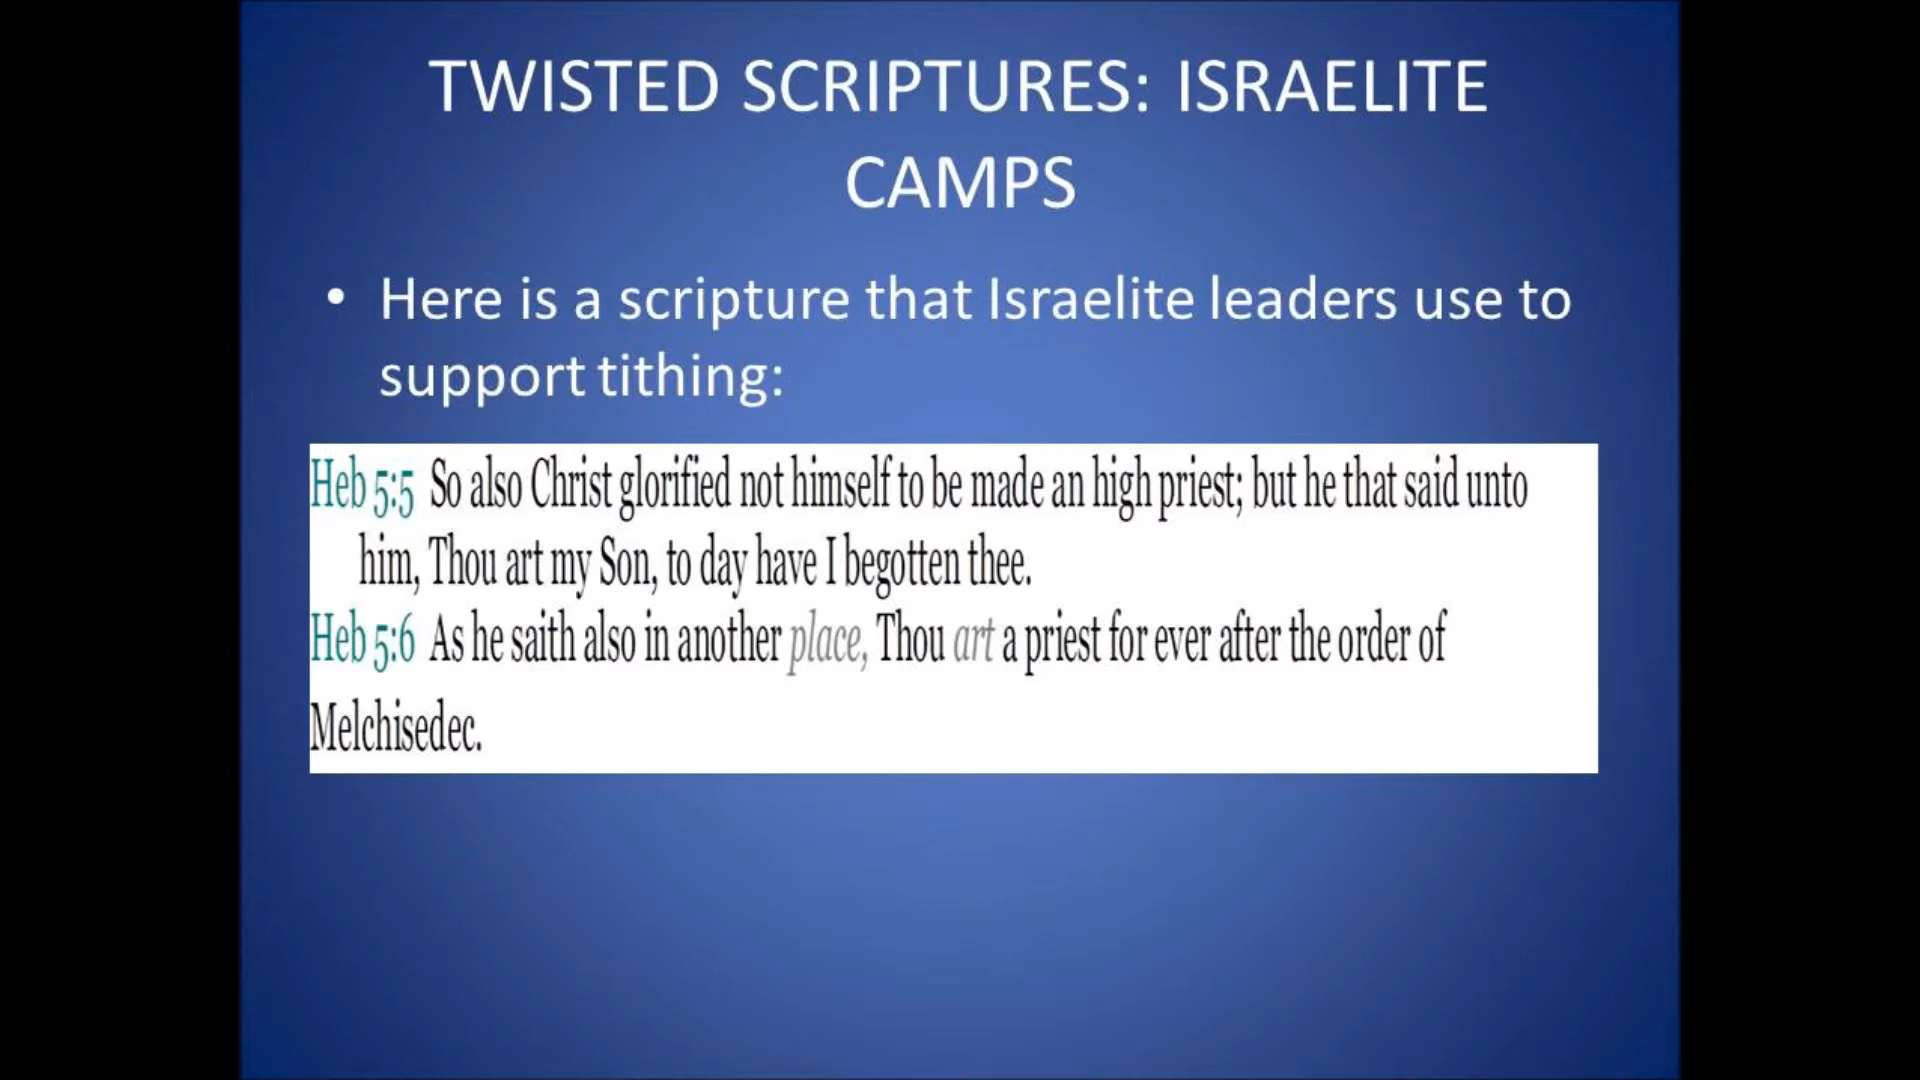 TWISTED SCRIPTURES: ISRAELITE
CAMPS
• Here is a scripture that Israelite leaders use to
support tithing:
Heb 5:5 So also Christ glorified not himself to be made an high priest; but he that said unto
him, Thou art my Son, to day have I begotten thee.
Heb 5:6 As he saith also in another place, Thou art a priest for ever after the order of
Melchisedec.